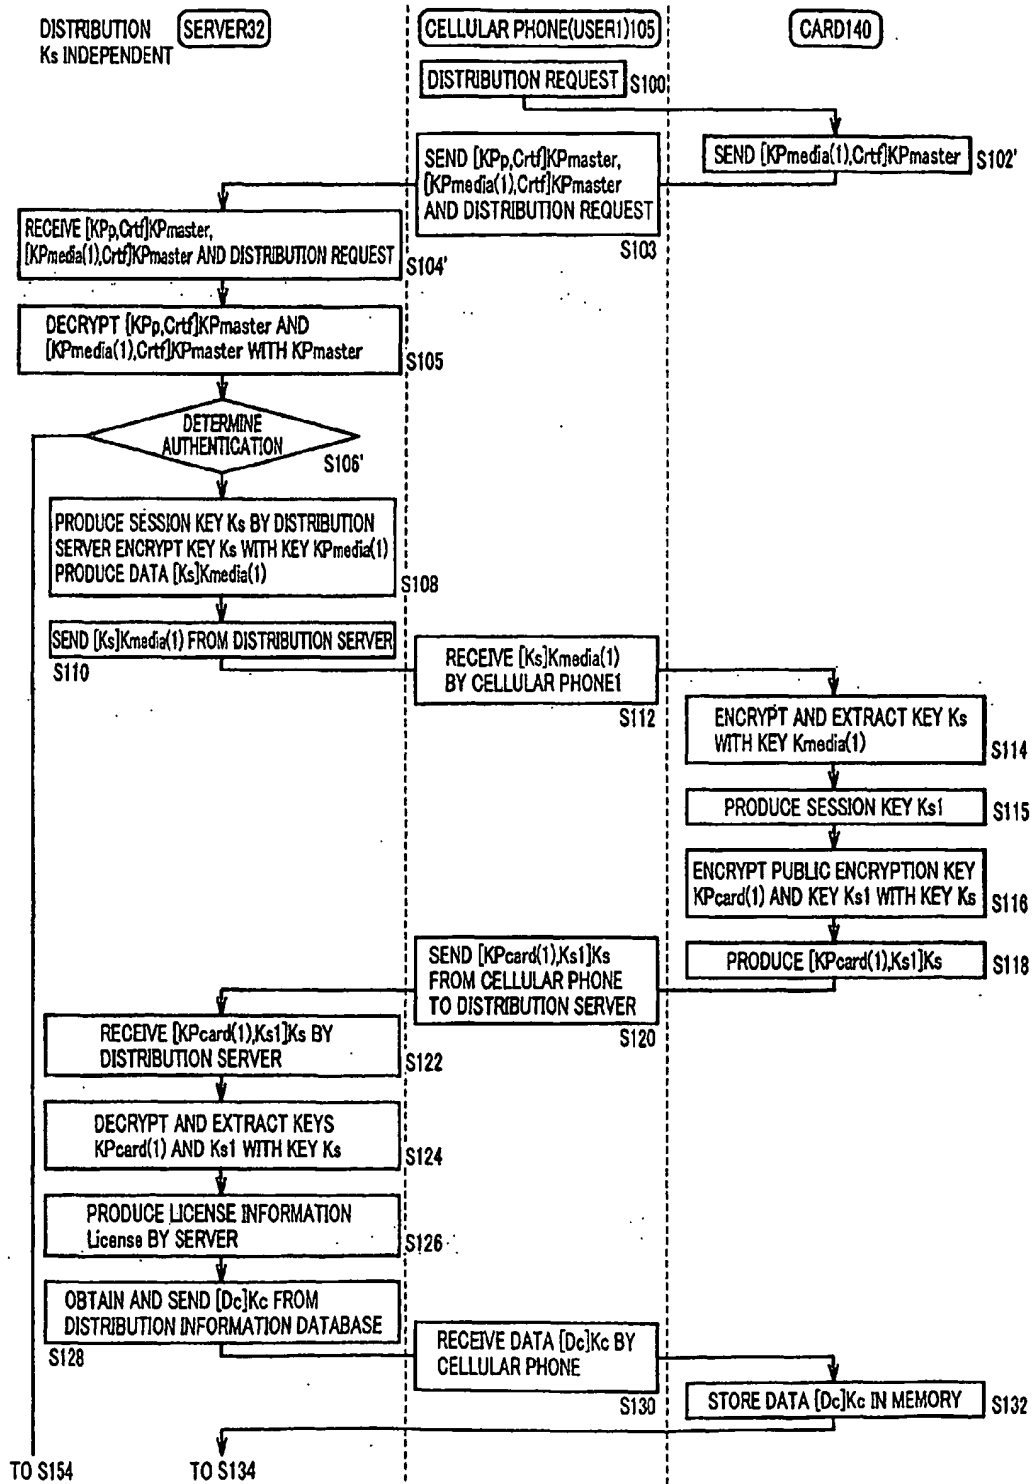 DISTRIBUTION
Ks INDEPENDENT
SERVER32
CELLULAR PHONE(USER1)105
CARD140
DISTRIBUTION REQUEST
S100
SEND [KPmedia(1),Crtf]KPmaster
S102'
SEND [KPp,Crtf]KPmaster,
[KPmedia(1),Crtf]KPmaster
AND DISTRIBUTION REQUEST
S103
RECEIVE [KPp,Crtf]KPmaster,
[KPmedia(1),Crtf]KPmaster AND DISTRIBUTION REQUEST
S104'
DECRYPT [KPp,Crtf]KPmaster AND
[KPmedia(1),Crtf]KPmaster WITH KPmaster
S105
DETERMINE
AUTHENTICATION
S106'
PRODUCE SESSION KEY Ks BY DISTRIBUTION
SERVER ENCRYPT KEY Ks WITH KEY KPmedia(1)
PRODUCE DATA [Ks]Kmedia(1)
S108
SEND [Ks]Kmedia(1) FROM DISTRIBUTION SERVER
S110
RECEIVE [Ks]Kmedia(1)
BY CELLULAR PHONE1
S112
ENCRYPT AND EXTRACT KEY Ks
WITH KEY Kmedia(1)
S114
PRODUCE SESSION KEY Ks1
S115
ENCRYPT PUBLIC ENCRYPTION KEY
KPcard(1) AND KEY Ks1 WITH KEY Ks
S116
PRODUCE [KPcard(1),Ks1]Ks
S118
SEND [KPcard(1),Ks1]Ks
FROM CELLULAR PHONE
TO DISTRIBUTION SERVER
S120
RECEIVE [KPcard(1),Ks1]Ks BY
DISTRIBUTION SERVER
S122
DECRYPT AND EXTRACT KEYS
KPcard(1) AND Ks1 WITH KEY Ks
S124
PRODUCE LICENSE INFORMATION
License BY SERVER
S126
OBTAIN AND SEND [Dc]Kc FROM
DISTRIBUTION INFORMATION DATABASE
S128
RECEIVE DATA [Dc]Kc BY
CELLULAR PHONE
S130
STORE DATA [Dc]Kc IN MEMORY
S132
TO S154
TO S134